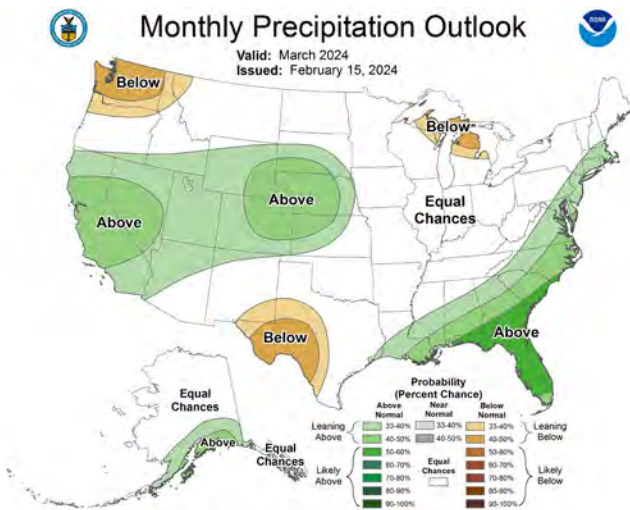 Monthly Precipitation Outlook
Valid: March 2024
Issued: February 15, 2024
noaa
Below
Below
Above
Above
Equal
Chances
Below
Above
Equal
Chances
Above
Equal
Chances
Probability
(Percent Chance)
Above
Normal
Near
Normal
Below
Normal
Leaning
Above
33-40%
33-40%
33-40%
Leaning
Below
40-50%
40-50%
40-50%
Likely
Above
50-60%
50-60%
Likely
Below
60-70%
60-70%
70-80%
70-80%
80-90%
80-90%
90-100%
90-100%
Equal
Chances